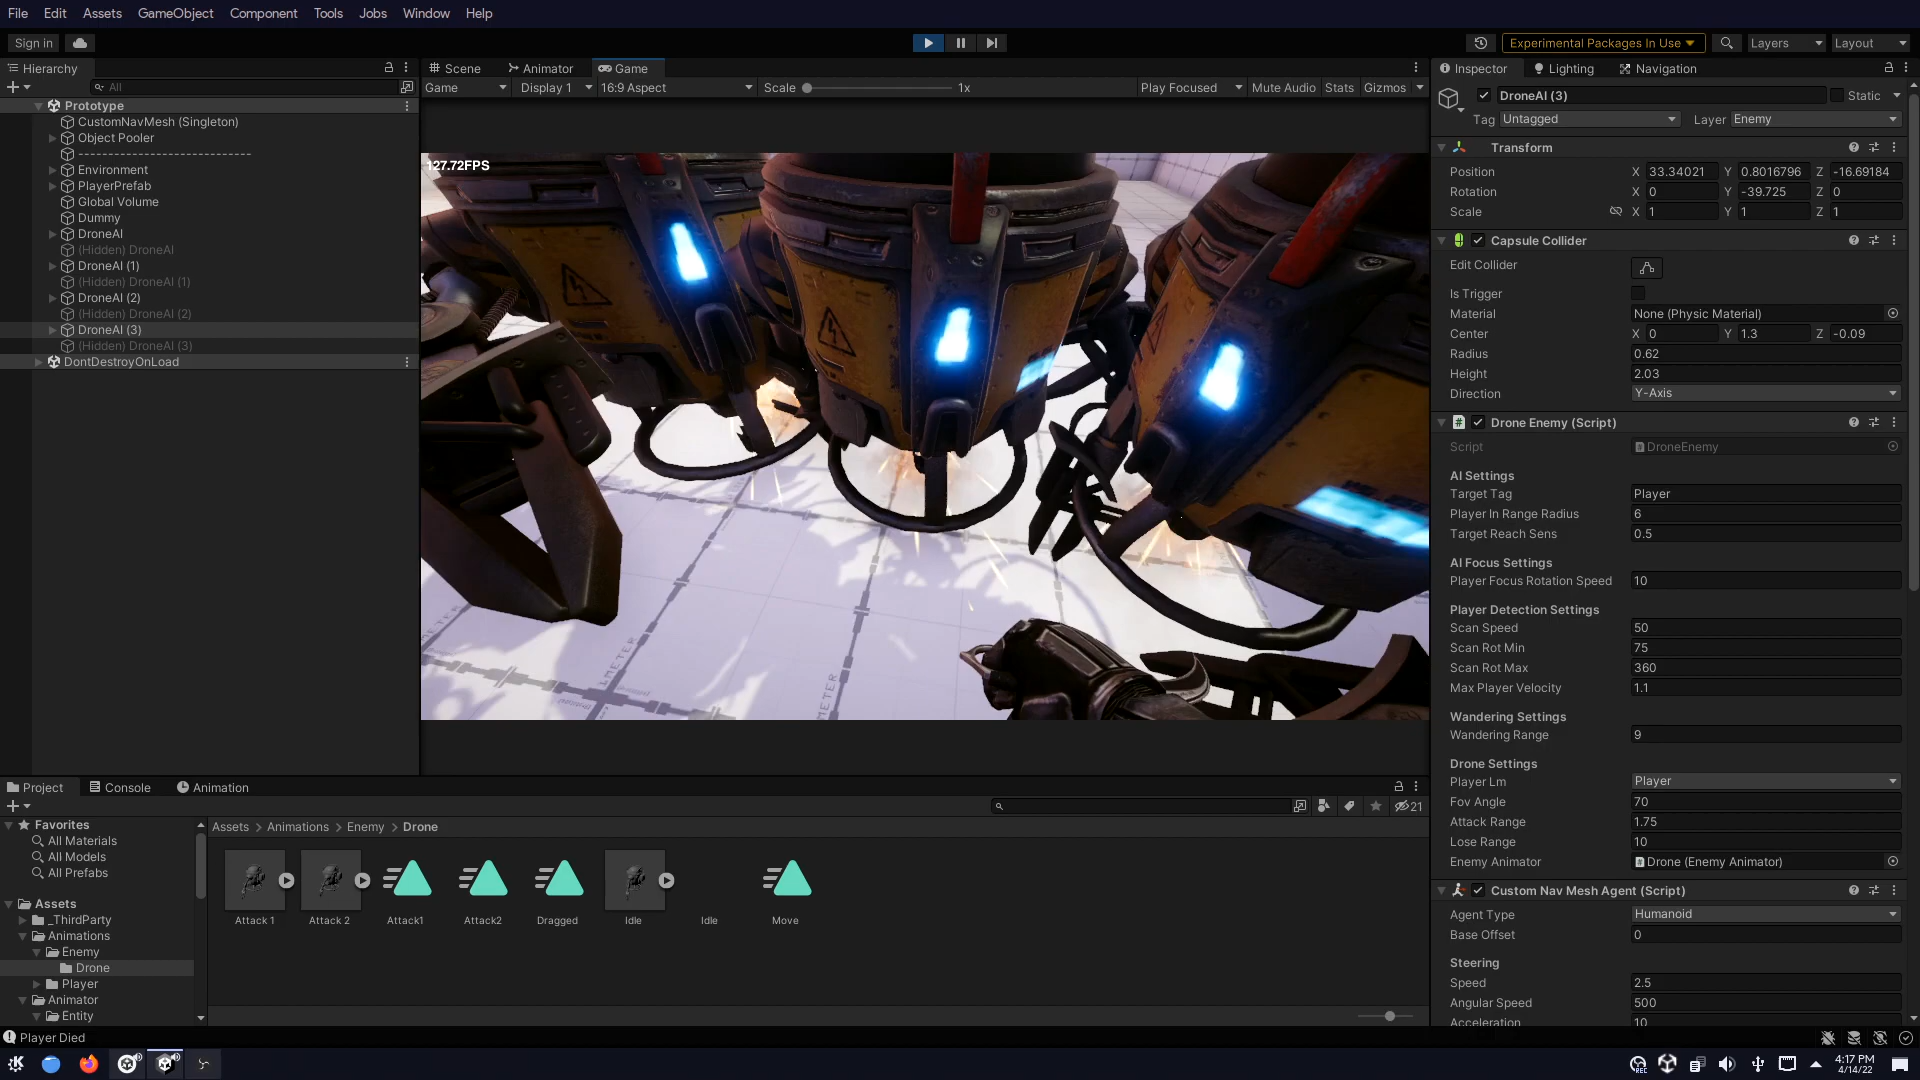 File Edit Assets GameObject Component Tools Jobs Window Help
Sign in
Experimental Packages In Use
Layers
Layout
Hierarchy
All
Prototype
CustomNavMesh (Singleton)
Object Pooler
----------------------------
Environment
PlayerPrefab
Global Volume
Dummy
DroneAI
(Hidden) DroneAI
DroneAI (1)
(Hidden) DroneAI (1)
DroneAI (2)
(Hidden) DroneAI (2)
DroneAI (3)
(Hidden) DroneAI (3)
DontDestroyOnLoad
Scene Animator Game
Game Display 1 16:9 Aspect Scale 1x Play Focused Mute Audio Stats Gizmos
127.72FPS
METER
METER
Inspector Lighting Navigation
DroneAI (3) Static
Tag Untagged Layer Enemy
Transform
Position X 33.34021 Y 0.8016796 Z -16.69184
Rotation X 0 Y -39.725 Z 0
Scale X 1 Y 1 Z 1
Capsule Collider
Edit Collider
Is Trigger
Material None (Physic Material)
Center X 0 Y 1.3 Z -0.09
Radius 0.62
Height 2.03
Direction Y-Axis
Drone Enemy (Script)
Script DroneEnemy
AI Settings
Target Tag Player
Player In Range Radius 6
Target Reach Sens 0.5
AI Focus Settings
Player Focus Rotation Speed 10
Player Detection Settings
Scan Speed 50
Scan Rot Min 75
Scan Rot Max 360
Max Player Velocity 1.1
Wandering Settings
Wandering Range 9
Drone Settings
Player Lm Player
Fov Angle 70
Attack Range 1.75
Lose Range 10
Enemy Animator Drone (Enemy Animator)
Custom Nav Mesh Agent (Script)
Agent Type Humanoid
Base Offset 0
Steering
Speed 2.5
Angular Speed 500
Acceleration 10
Project Console Animation
21
Favorites
All Materials
All Models
All Prefabs
Assets
_ThirdParty
Animations
Enemy
Drone
Player
Animator
Entity
Assets > Animations > Enemy > Drone
Attack 1 Attack 2 Attack1 Attack2 Dragged Idle Idle Move
Player Died
REC
4:17 PM
4/14/22